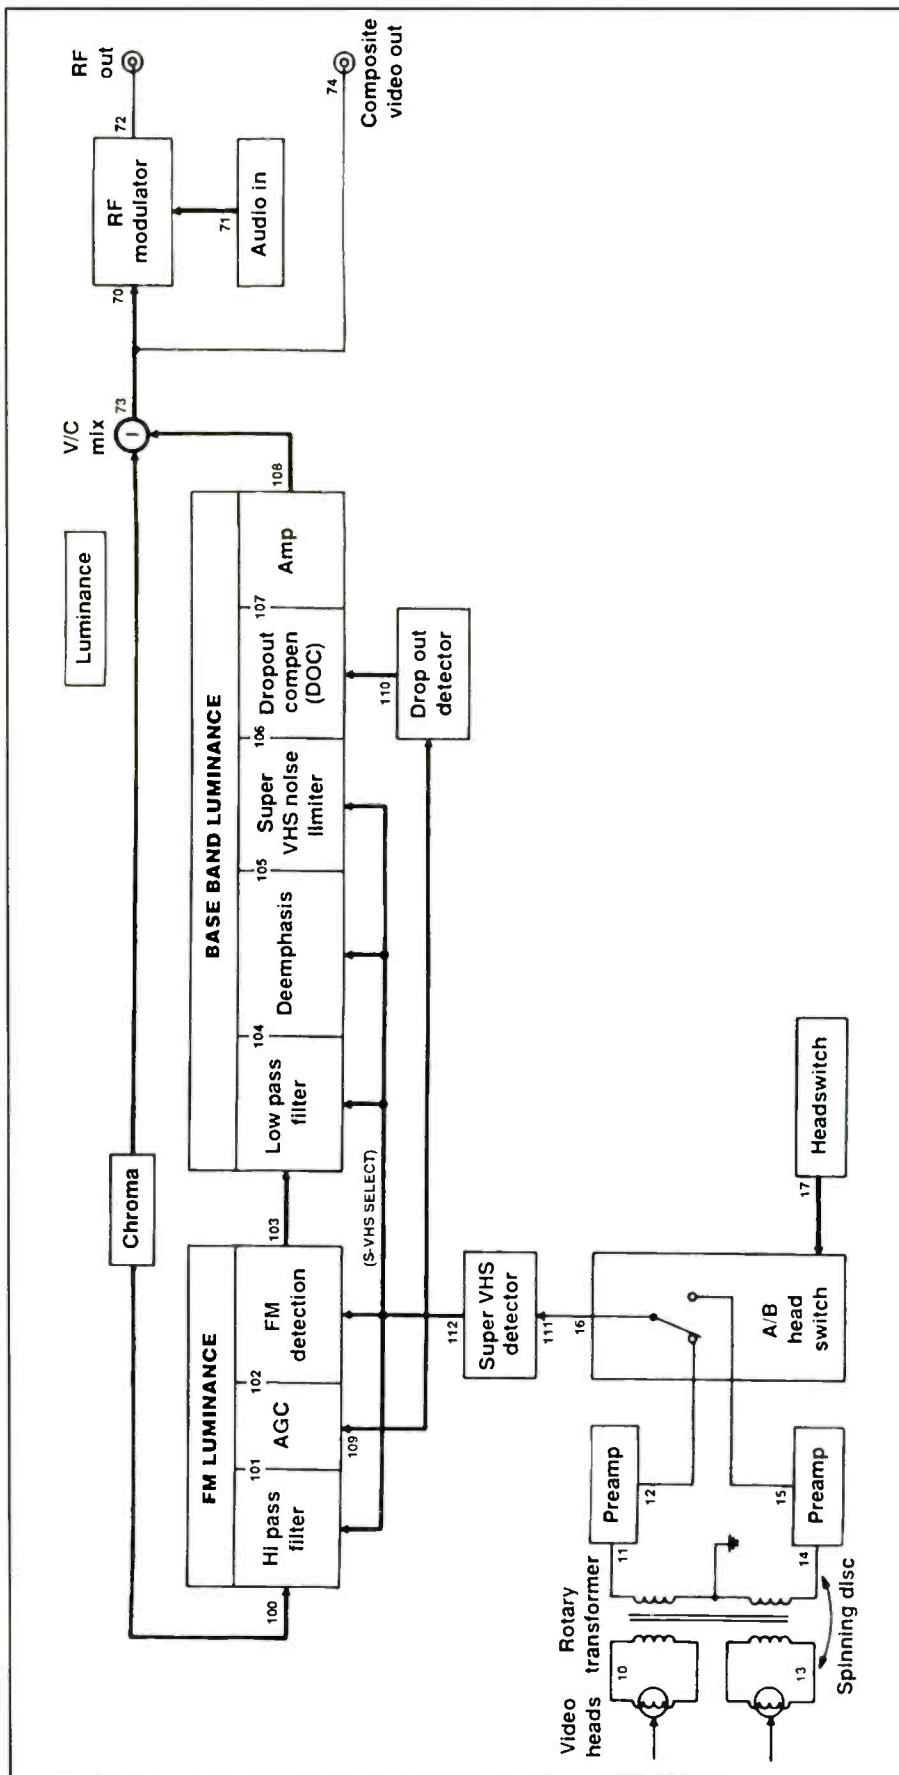 RF
out
72
RF
modulator
70
71
Audio in
74
Composite
video out
V/C
mix
73
Luminance
Chroma
BASE BAND LUMINANCE
Low pass
filter
104
Deemphasis
105
Super
VHS noise
limiter
106
Dropout
compen
(DOC)
107
Amp
108
110
Drop out
detector
FM LUMINANCE
100
Hi pass
filter
101
AGC
109
102
FM
detection
103
(S-VHS SELECT)
112
Super VHS
detector
111
16
A/B
head
switch
17
Headswitch
Video
heads
Rotary
transformer
10
11
Preamp
12
13
14
Preamp
15
Spinning disc